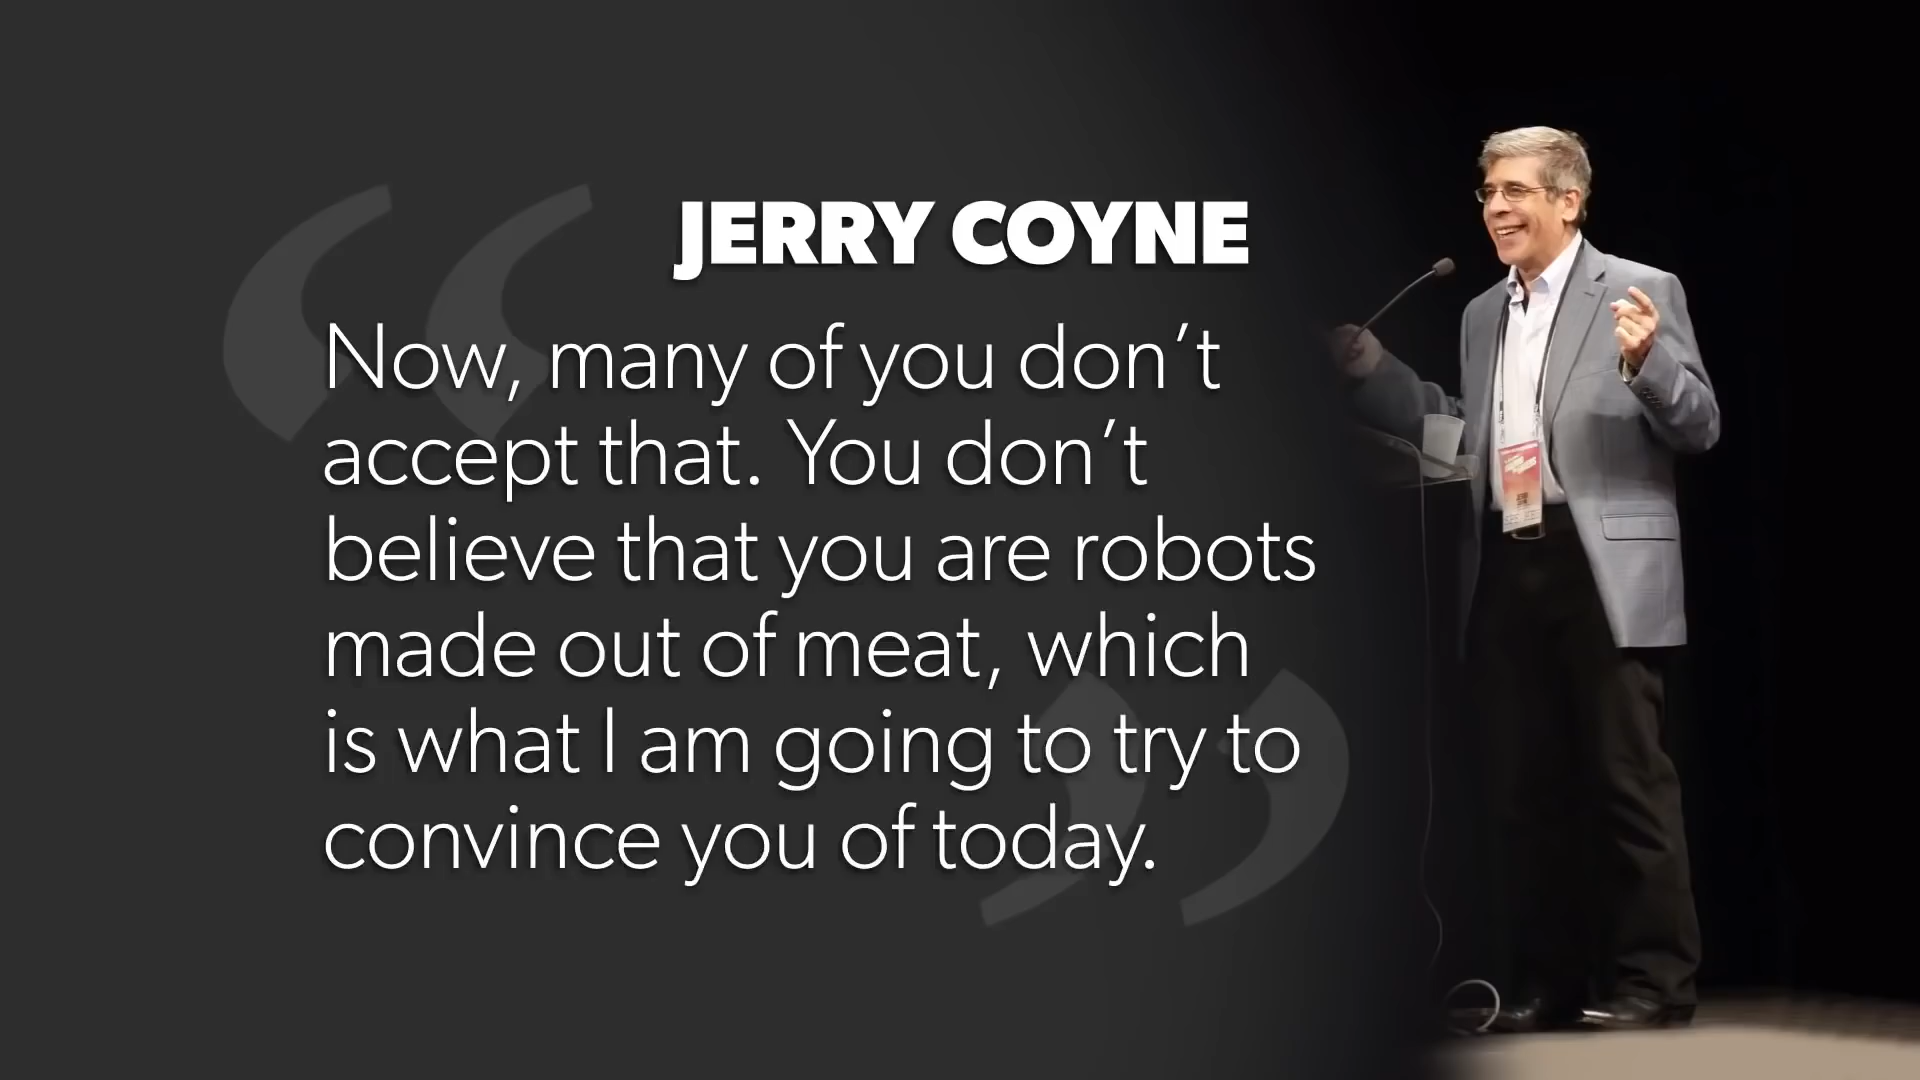 JERRY COYNE
Now, many of you don't
accept that. You don't
believe that you are robots
made out of meat, which
is what I am going to try to
convince you of today.